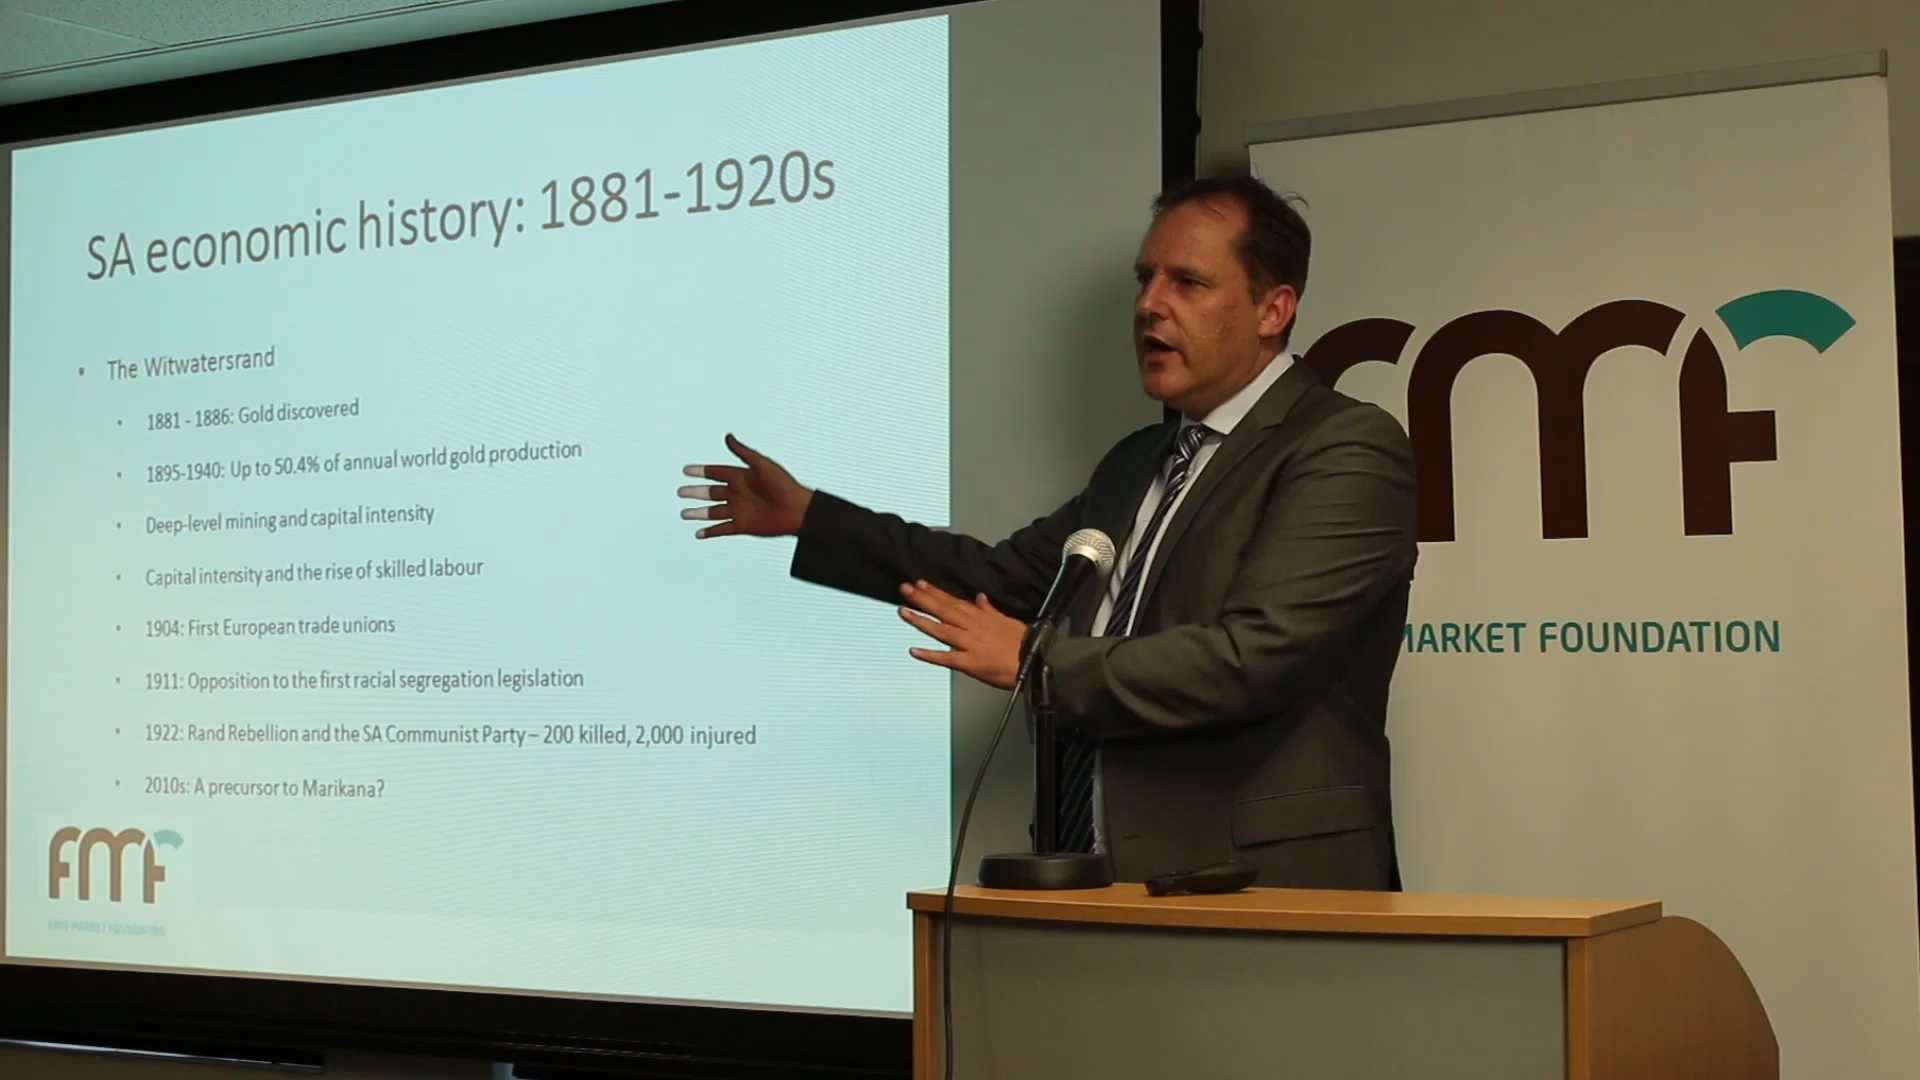 SA economic history: 1881-1920s
• The Witwatersrand
• 1881 - 1886: Gold discovered
• 1895-1940: Up to 50.4% of annual world gold production
• Deep-level mining and capital intensity
• Capital intensity and the rise of skilled labour
• 1904: First European trade unions
• 1911: Opposition to the first racial segregation legislation
• 1922: Rand Rebellion and the SA Communist Party – 200 killed, 2,000 injured
• 2010s: A precursor to Marikana?
FMF
FREE MARKET FOUNDATION
FMF
MARKET FOUNDATION